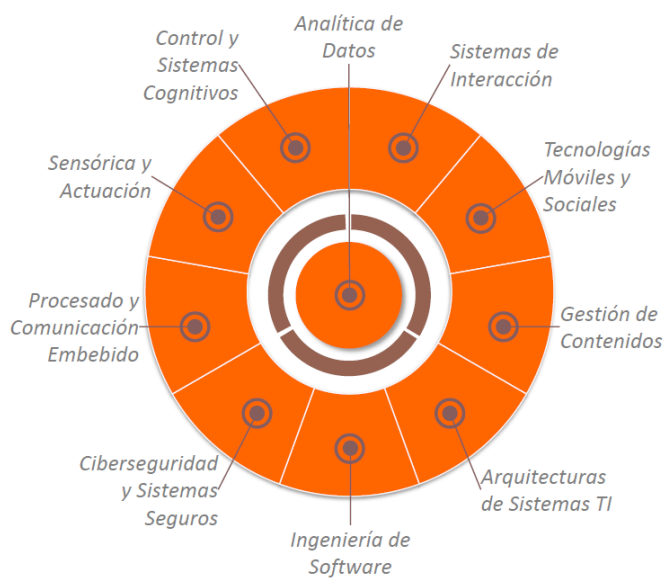 Analítica de
Datos
Sistemas de
Interacción
Tecnologías
Móviles y
Sociales
Gestión de
Contenidos
Arquitecturas
de Sistemas TI
Ingeniería de
Software
Ciberseguridad
y Sistemas
Seguros
Procesado y
Comunicación
Embebido
Sensórica y
Actuación
Control y
Sistemas
Cognitivos